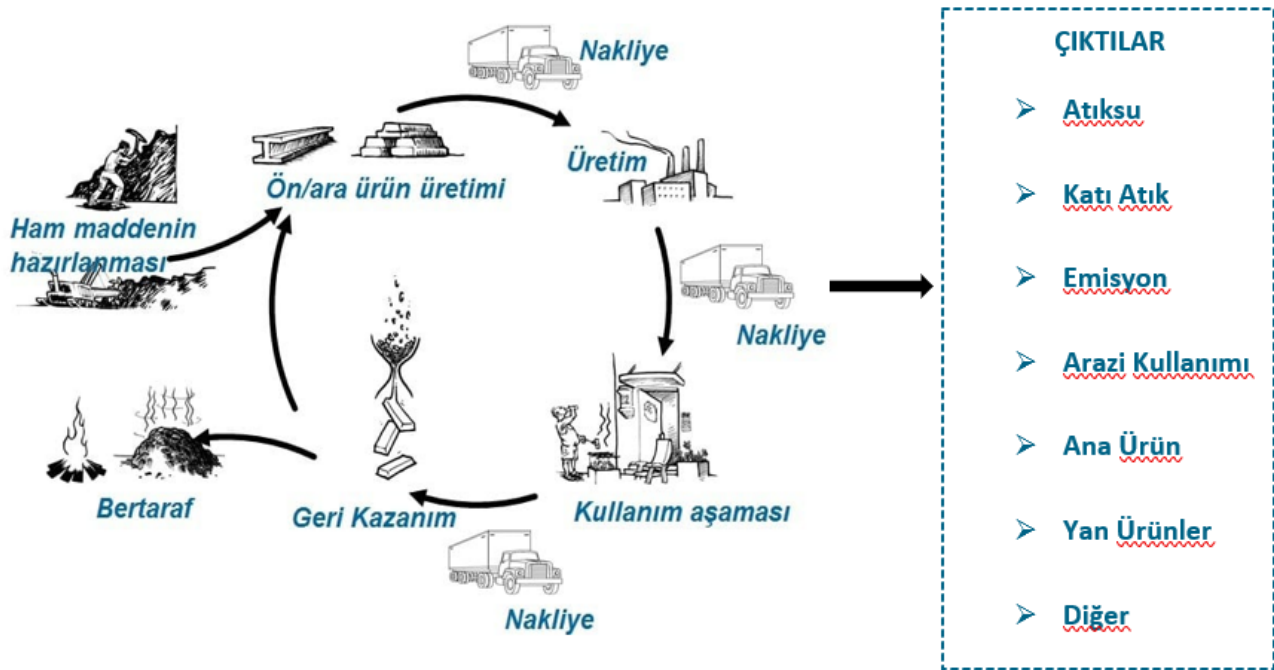 Nakliye
Ön/ara ürün üretimi
Üretim
Ham maddenin
hazırlanması
Nakliye
Bertaraf
Geri Kazanım
Kullanım aşaması
Nakliye
ÇIKTILAR
Atıksu
Katı Atık
Emisyon
Arazi Kullanımı
Ana Ürün
Yan Ürünler
Diğer